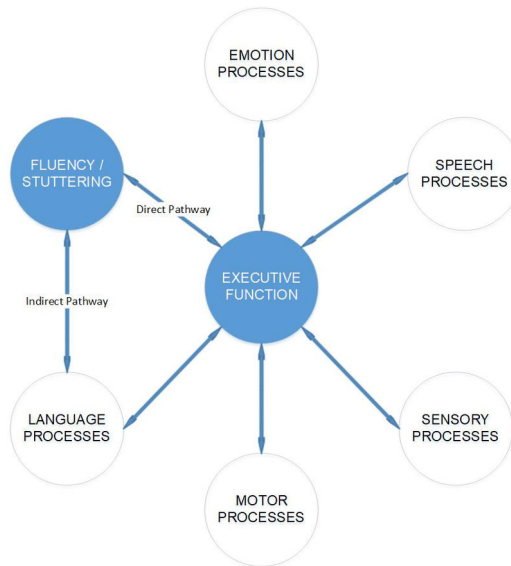 EMOTION
PROCESSES
FLUENCY /
STUTTERING
SPEECH
PROCESSES
Direct Pathway
EXECUTIVE
FUNCTION
Indirect Pathway
LANGUAGE
PROCESSES
SENSORY
PROCESSES
MOTOR
PROCESSES